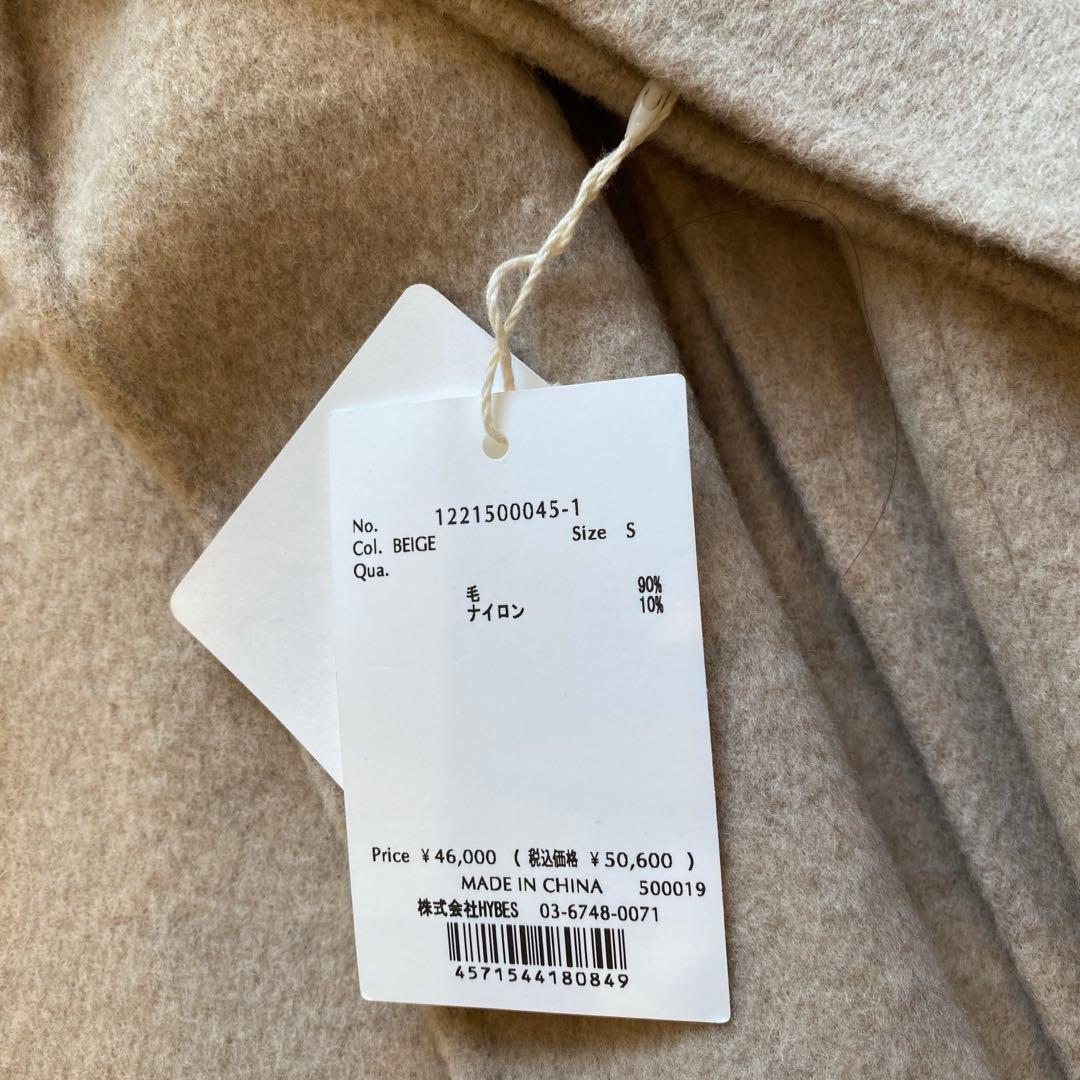 No. 1221500045-1
Col. BEIGE Size S
Qua.
毛 90%
ナイロン 10%
Price ¥46,000 ( 税込価格 ¥50,600 )
MADE IN CHINA 500019
株式会社HYBES 03-6748-0071
4571544180849